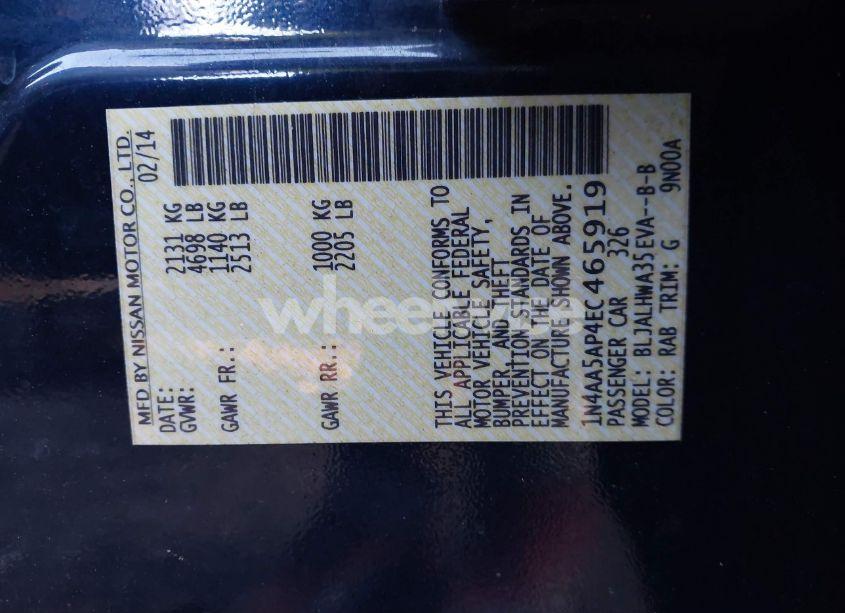 MFD BY NISSAN MOTOR CO., LTD.
DATE: 02/14
GVWR: 2131 KG
4698 LB
GAWR FR.: 1140 KG
2513 LB
GAWR RR.: 1000 KG
2205 LB
THIS VEHICLE CONFORMS TO
ALL APPLICABLE FEDERAL
MOTOR VEHICLE SAFETY,
BUMPER, AND THEFT
PREVENTION STANDARDS IN
EFFECT ON THE DATE OF
MANUFACTURE SHOWN ABOVE.
1N4AA5AP4EC465919
PASSENGER CAR 326
MODEL: BLJALHWA35EVA--B-B
COLOR: RAB TRIM: G 9N00A